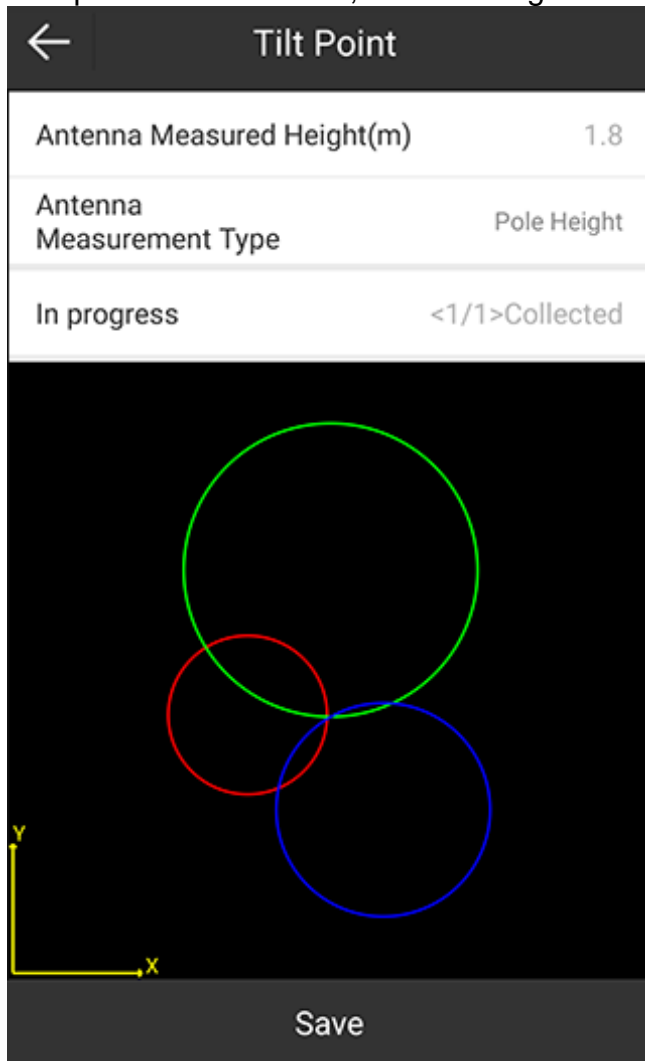 Tilt Point
Antenna Measured Height(m) 1.8
Antenna
Measurement Type Pole Height
In progress <1/1>Collected
Y
X
Save